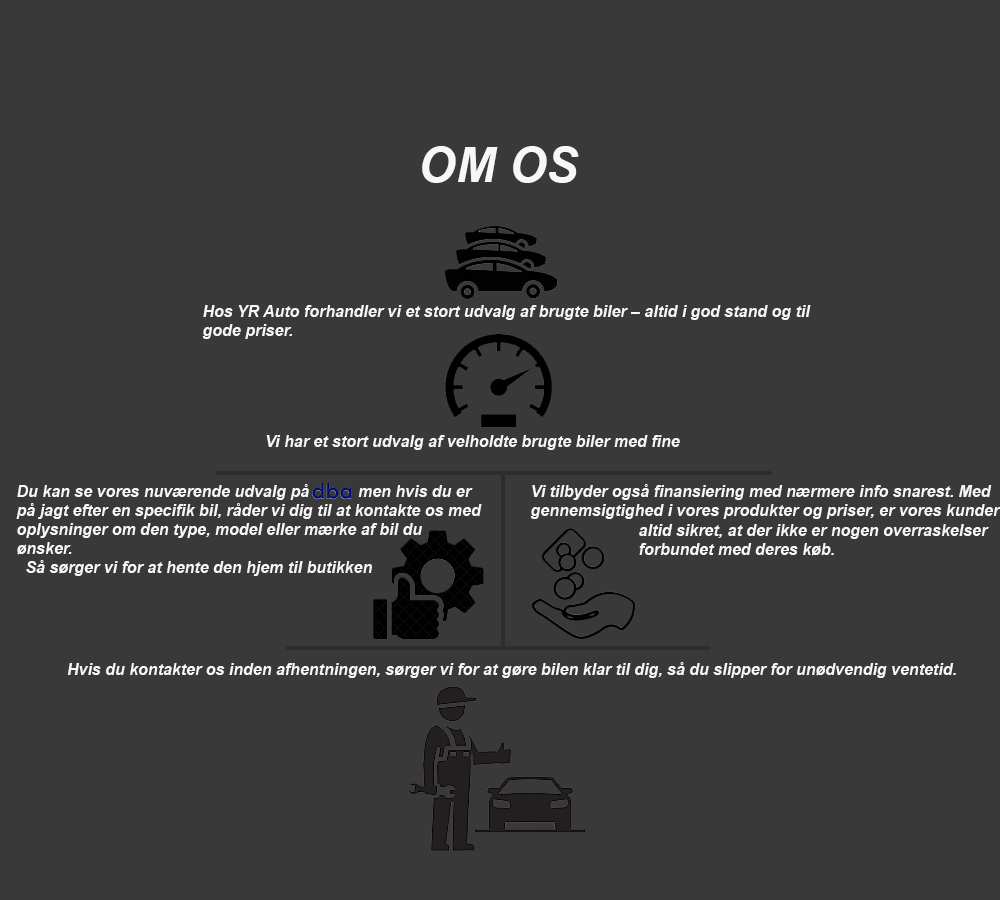 OM OS
Hos YR Auto forhandler vi et stort udvalg af brugte biler – altid i god stand og til
gode priser.
Vi har et stort udvalg af velholdte brugte biler med fine
Du kan se vores nuværende udvalg på dba men hvis du er
på jagt efter en specifik bil, råder vi dig til at kontakte os med
oplysninger om den type, model eller mærke af bil du
ønsker.
Så sørger vi for at hente den hjem til butikken
Vi tilbyder også finansiering med nærmere info snarest. Med
gennemsigtighed i vores produkter og priser, er vores kunder
altid sikret, at der ikke er nogen overraskelser
forbundet med deres køb.
Hvis du kontakter os inden afhentningen, sørger vi for at gøre bilen klar til dig, så du slipper for unødvendig ventetid.